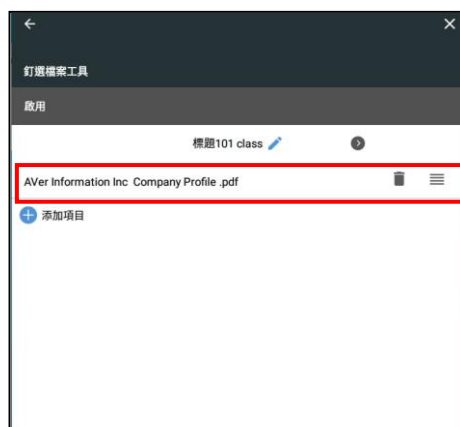 釘選檔案工具
啟用
標題101 class
AVer Information Inc Company Profile .pdf
添加項目